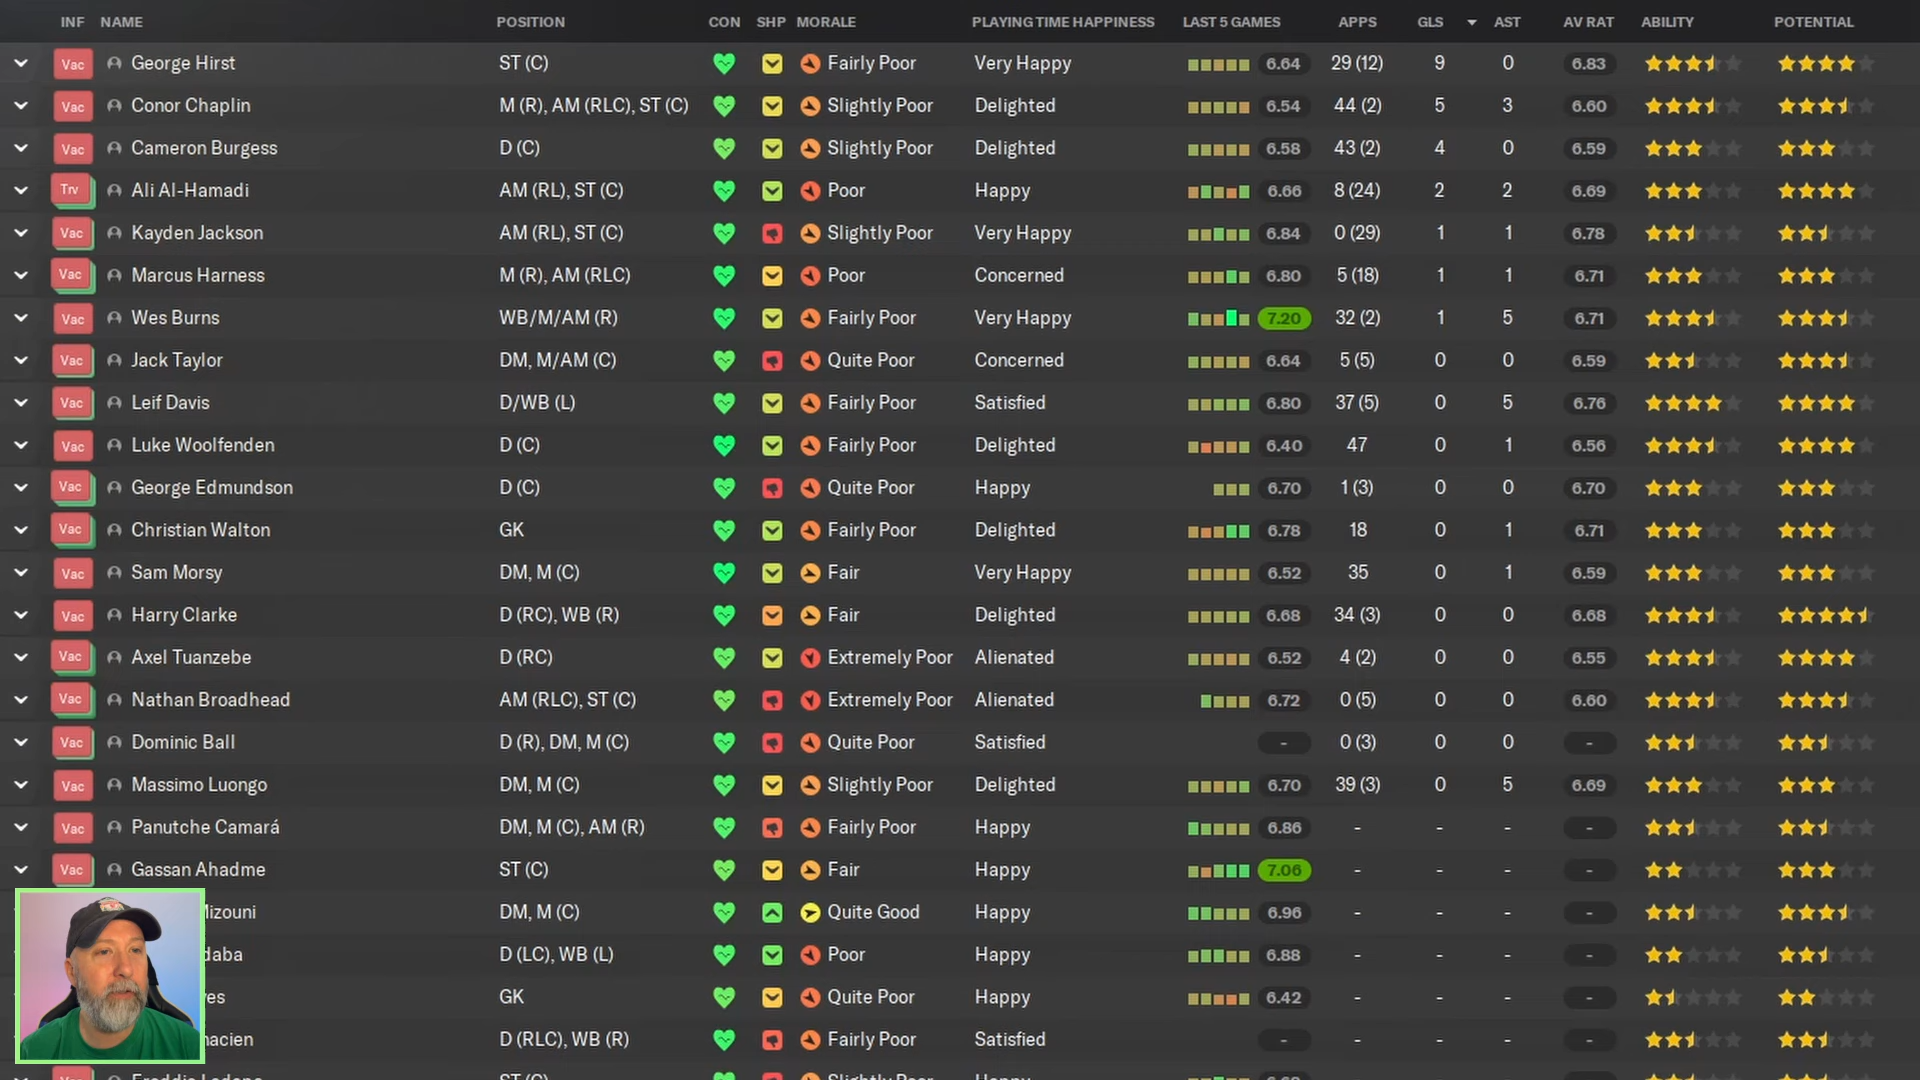 INF NAME POSITION CON SHP MORALE PLAYING TIME HAPPINESS LAST 5 GAMES APPS GLS AST AV RAT ABILITY POTENTIAL
Vac George Hirst ST (C) Fairly Poor Very Happy 6.64 29 (12) 9 0 6.83
Vac Conor Chaplin M (R), AM (RLC), ST (C) Slightly Poor Delighted 6.54 44 (2) 5 3 6.60
Vac Cameron Burgess D (C) Slightly Poor Delighted 6.58 43 (2) 4 0 6.59
Trv Ali Al-Hamadi AM (RL), ST (C) Poor Happy 6.66 8 (24) 2 2 6.69
Vac Kayden Jackson AM (RL), ST (C) Slightly Poor Very Happy 6.84 0 (29) 1 1 6.78
Vac Marcus Harness M (R), AM (RLC) Poor Concerned 6.80 5 (18) 1 1 6.71
Vac Wes Burns WB/M/AM (R) Fairly Poor Very Happy 7.20 32 (2) 1 5 6.71
Vac Jack Taylor DM, M/AM (C) Quite Poor Concerned 6.64 5 (5) 0 0 6.59
Vac Leif Davis D/WB (L) Fairly Poor Satisfied 6.80 37 (5) 0 5 6.76
Vac Luke Woolfenden D (C) Fairly Poor Delighted 6.40 47 0 1 6.56
Vac George Edmundson D (C) Quite Poor Happy 6.70 1 (3) 0 0 6.70
Vac Christian Walton GK Fairly Poor Delighted 6.78 18 0 1 6.71
Vac Sam Morsy DM, M (C) Fair Very Happy 6.52 35 0 1 6.59
Vac Harry Clarke D (RC), WB (R) Fair Delighted 6.68 34 (3) 0 0 6.68
Vac Axel Tuanzebe D (RC) Extremely Poor Alienated 6.52 4 (2) 0 0 6.55
Vac Nathan Broadhead AM (RLC), ST (C) Extremely Poor Alienated 6.72 0 (5) 0 0 6.60
Vac Dominic Ball D (R), DM, M (C) Quite Poor Satisfied - 0 (3) 0 0 -
Vac Massimo Luongo DM, M (C) Slightly Poor Delighted 6.70 39 (3) 0 5 6.69
Vac Panutche Camará DM, M (C), AM (R) Fairly Poor Happy 6.86 - - - -
Vac Gassan Ahadme ST (C) Fair Happy 7.06 - - - -
Mizouni DM, M (C) Quite Good Happy 6.96 - - - -
daba D (LC), WB (L) Poor Happy 6.88 - - - -
es GK Quite Poor Happy 6.42 - - - -
nacien D (RLC), WB (R) Fairly Poor Satisfied - - - - -